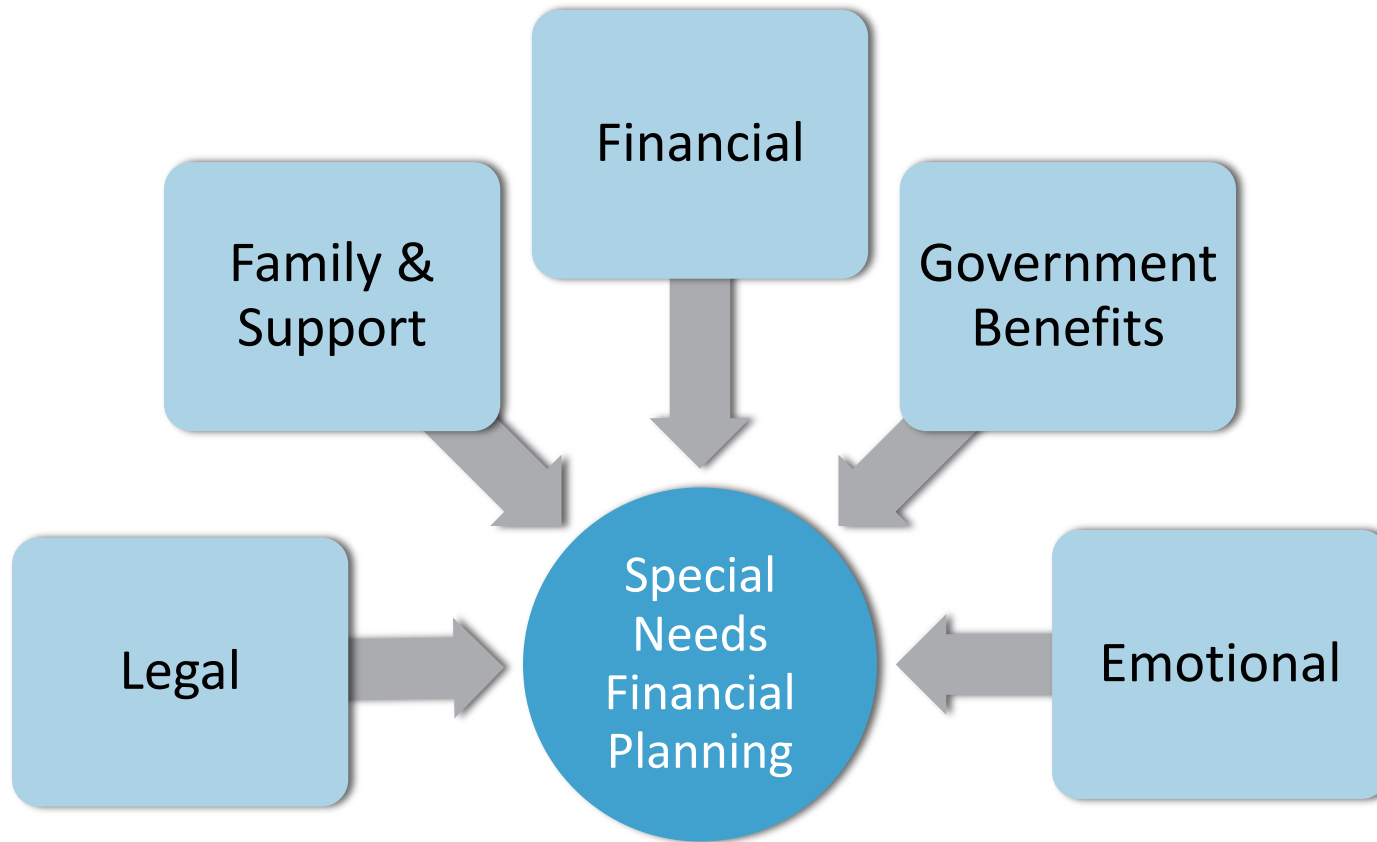 Financial
Family &
Support
Government
Benefits
Legal
Special
Needs
Financial
Planning
Emotional